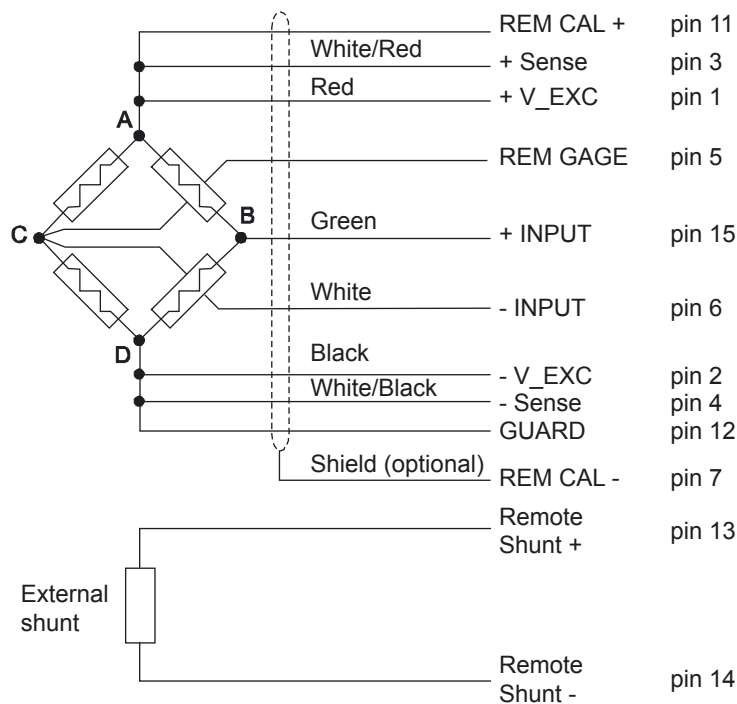 REM CAL + pin 11
White/Red
+ Sense pin 3
Red
+ V_EXC pin 1
A
REM GAGE pin 5
B
Green
C
+ INPUT pin 15
White
- INPUT pin 6
D
Black
- V_EXC pin 2
White/Black
- Sense pin 4
GUARD pin 12
Shield (optional)
REM CAL - pin 7
Remote
Shunt + pin 13
External
shunt
Remote
Shunt - pin 14